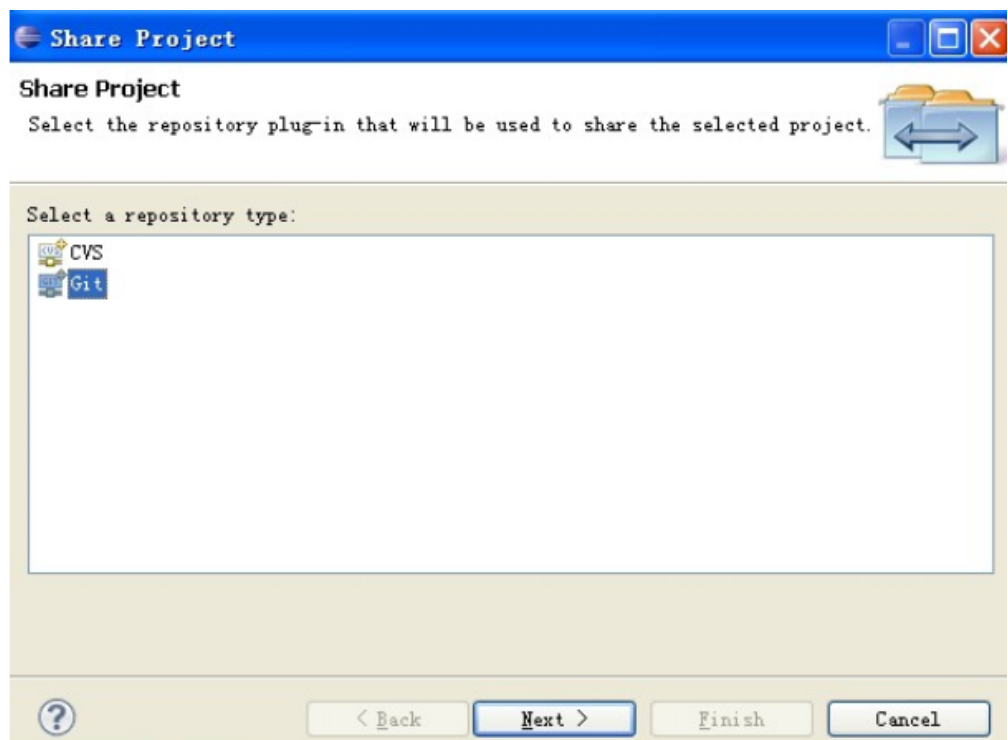 Share Project
Share Project
Select the repository plug-in that will be used to share the selected project.
Select a repository type:
CVS
Git
?
< Back
Next >
Finish
Cancel